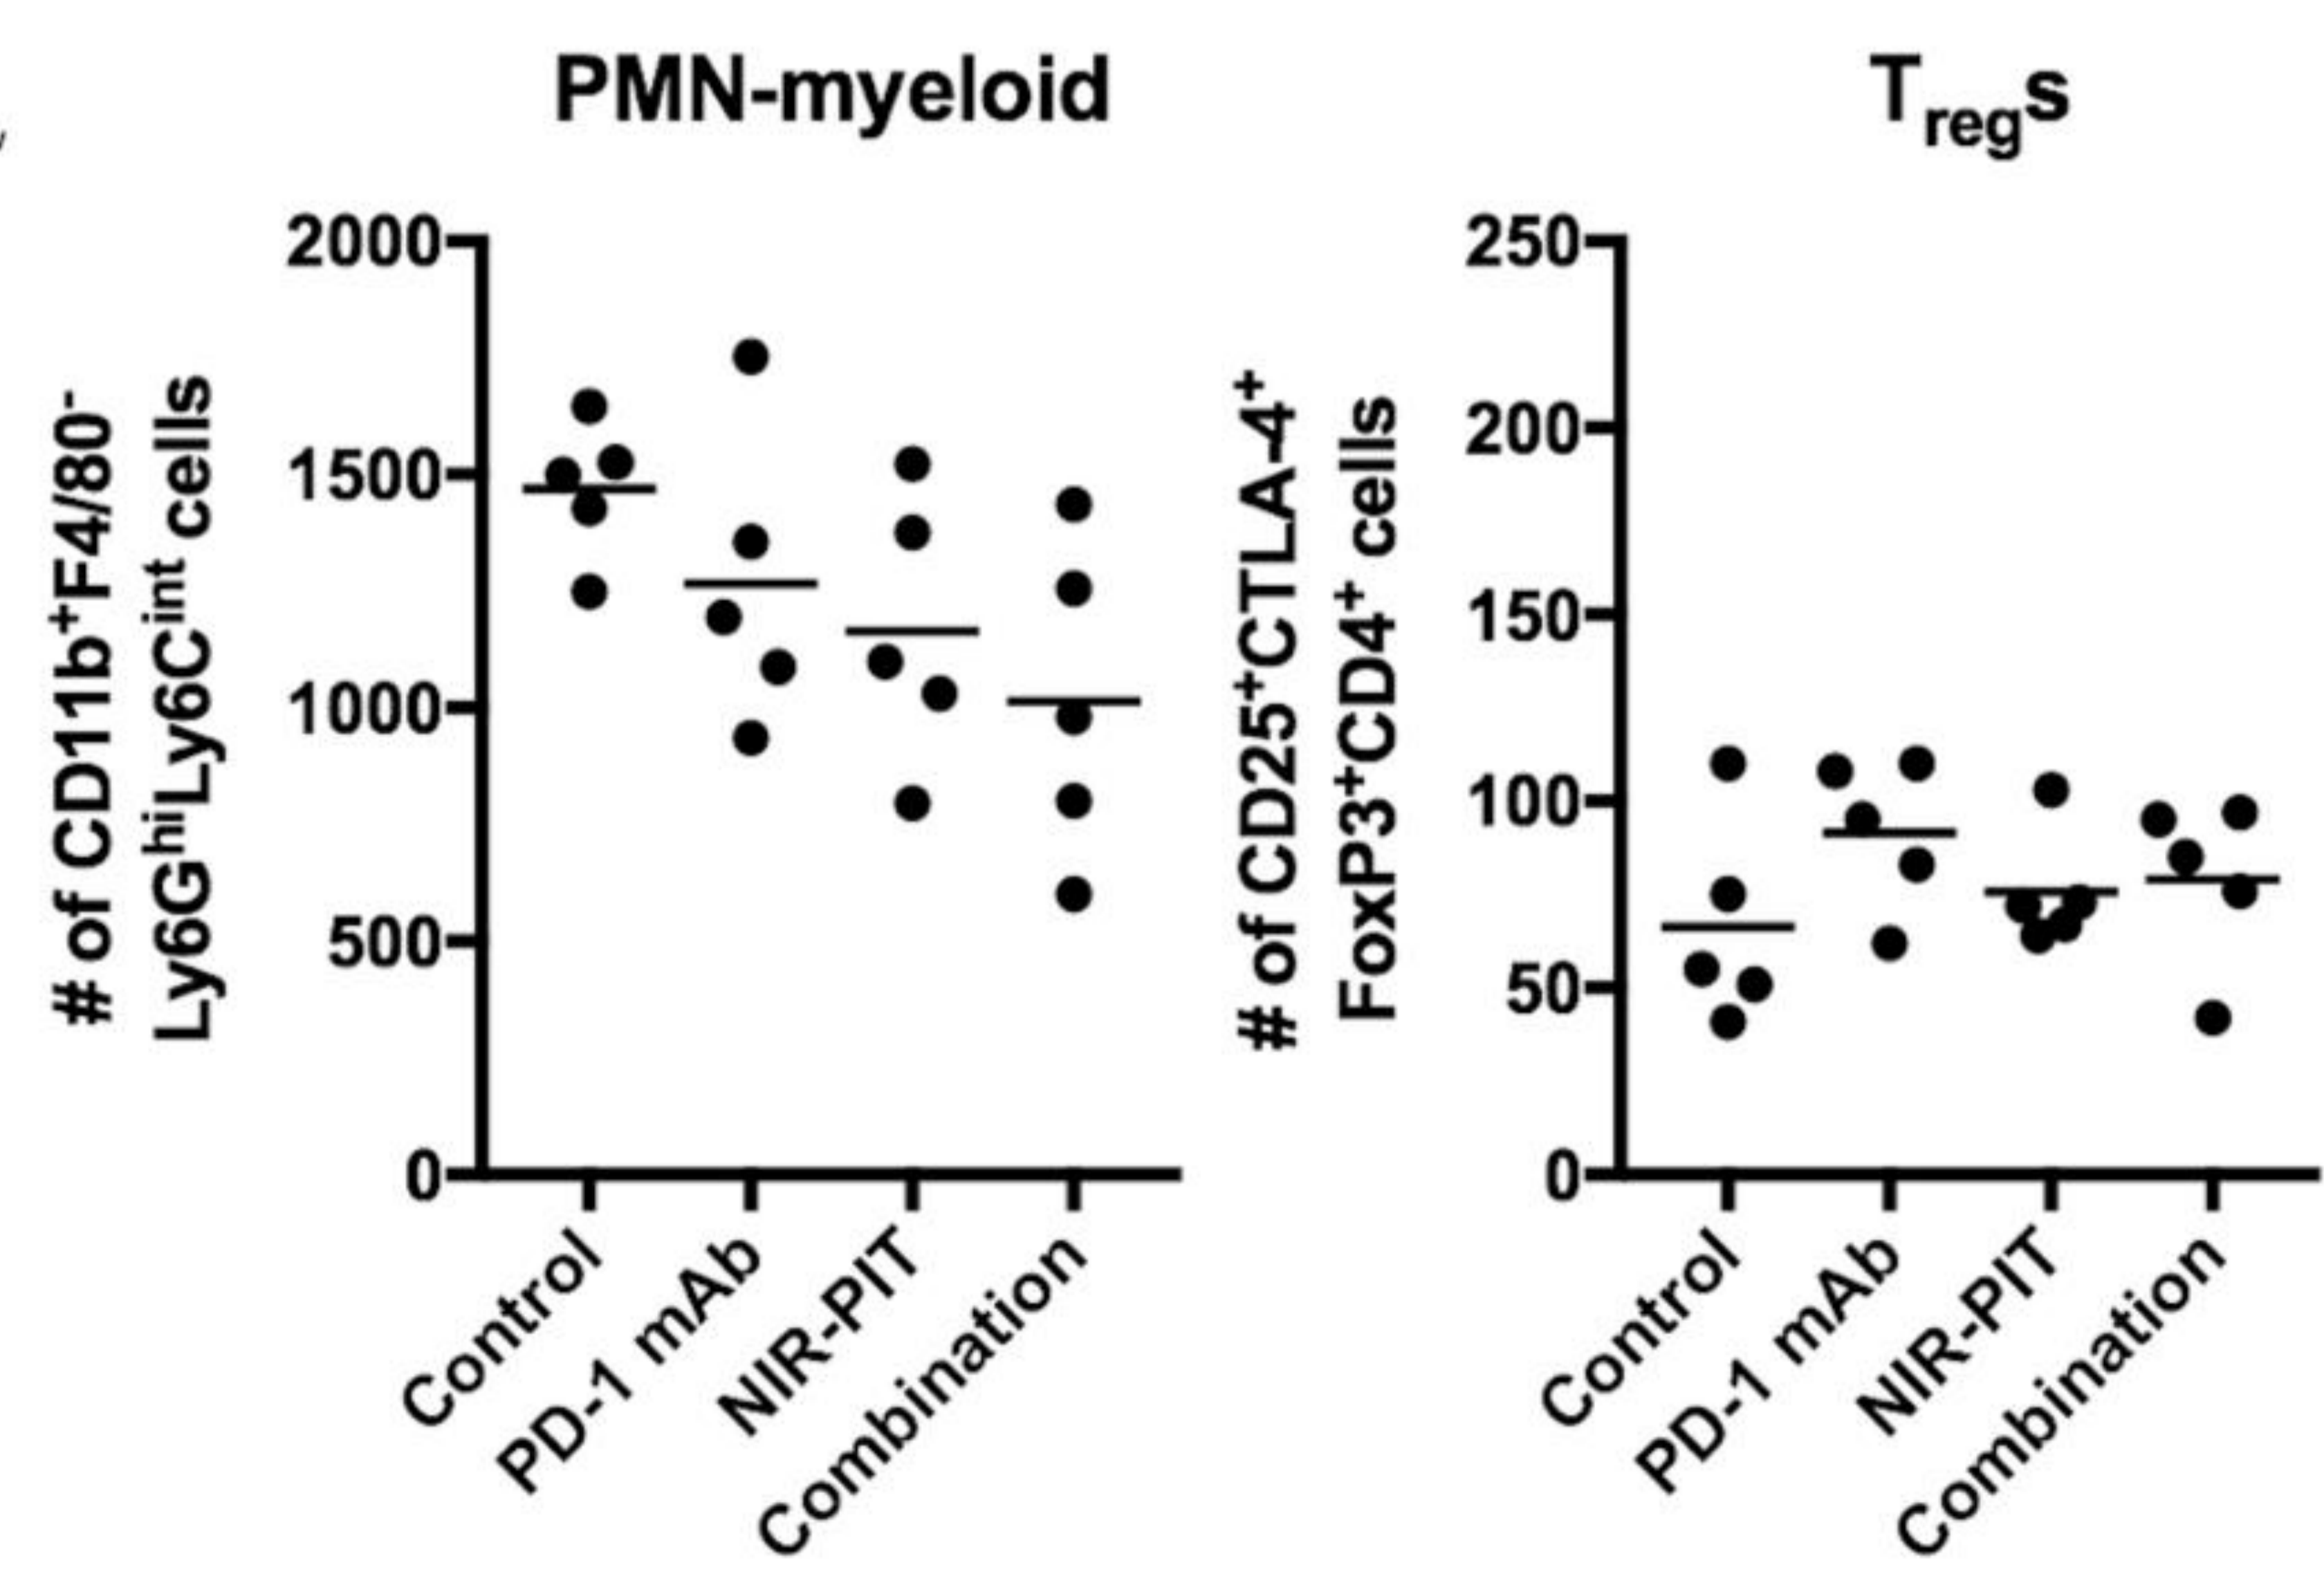 PMN-myeloid
# of CD11b⁺F4/80⁻
Ly6GʰⁱLy6Cⁱⁿᵗ cells
2000
1500
1000
500
0
Control
PD-1 mAb
NIR-PIT
Combination
Tregs
# of CD25⁺CTLA-4⁺
FoxP3⁺CD4⁺ cells
250
200
150
100
50
0
Control
PD-1 mAb
NIR-PIT
Combination